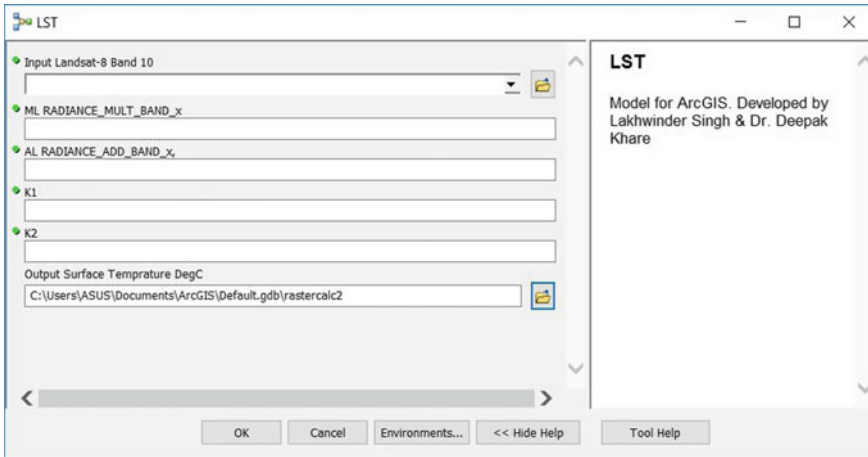 LST
Input Landsat-8 Band 10
ML RADIANCE_MULT_BAND_x
AL RADIANCE_ADD_BAND_x,
K1
K2
Output Surface Temprature DegC
C:\Users\ASUS\Documents\ArcGIS\Default.gdb\rastercalc2
LST
Model for ArcGIS. Developed by
Lakhwinder Singh & Dr. Deepak
Khare
OK
Cancel
Environments...
<< Hide Help
Tool Help